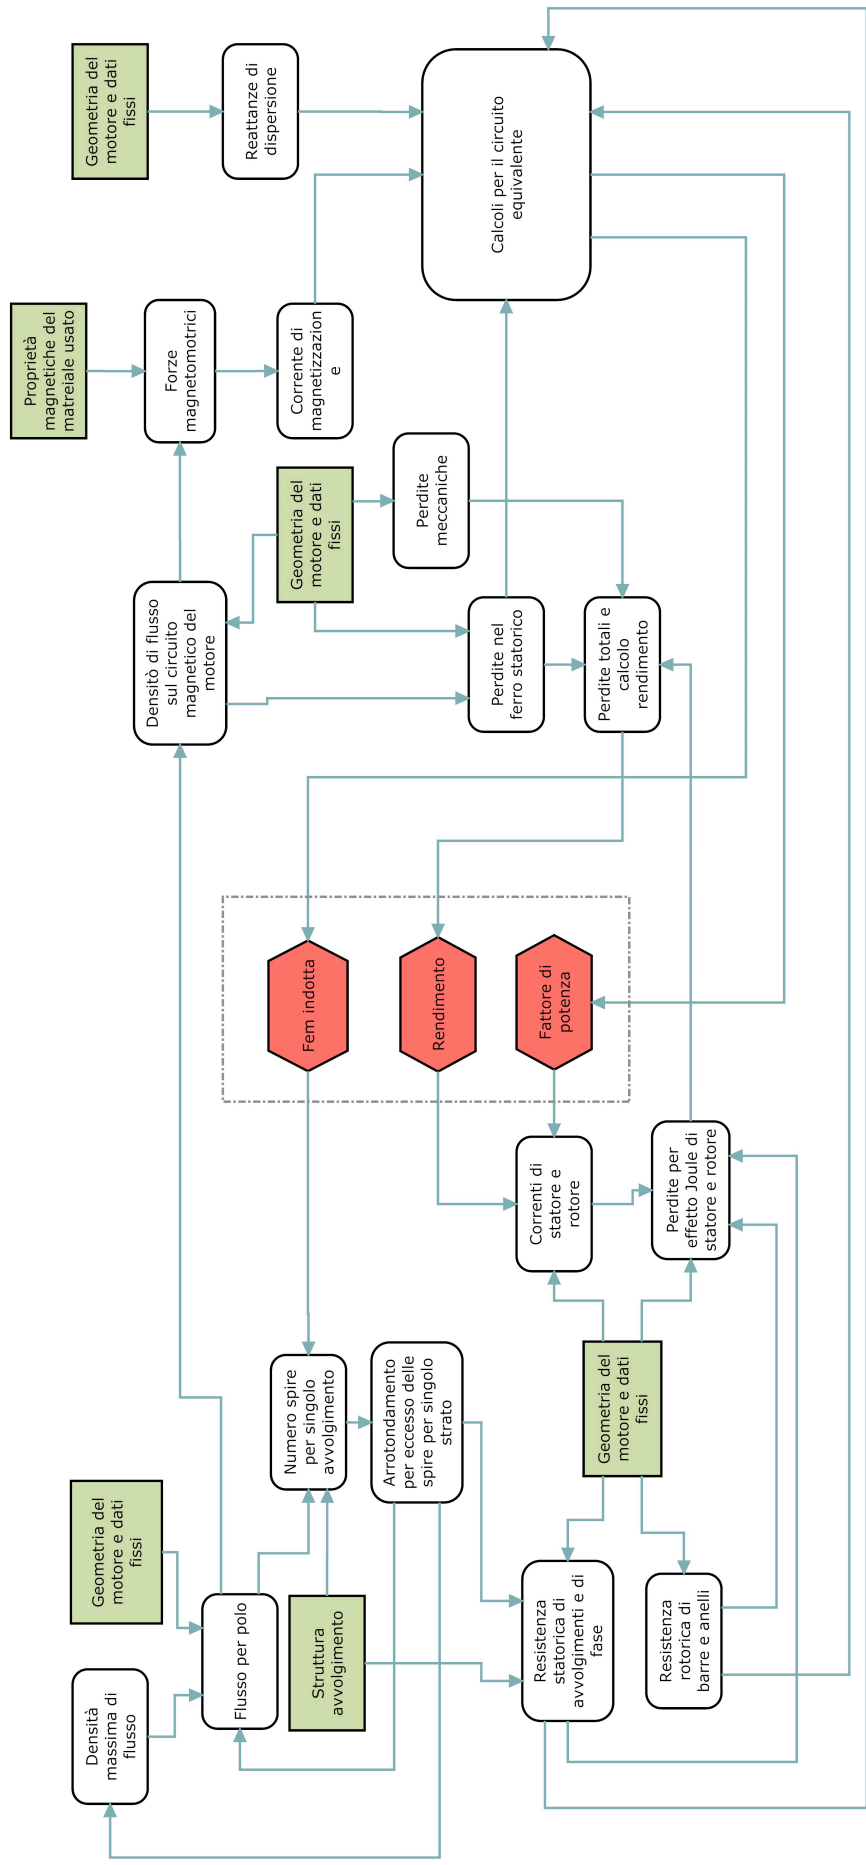 Proprietà
magnetiche del
matreiale usato
Densità
massima di
flusso
Geometria del
motore e dati
fissi
Geometria del
motore e dati
fissi
Densitò di flusso
sul circuito
magnetico del
motore
Forze
magnetomotrici
Flusso per polo
Reattanze di
dispersione
Struttura
avvolgimento
Numero spire
per singolo
avvolgimento
Fem indotta
Geometria del
motore e dati
fissi
Corrente di
magnetizzazion
e
Arrotondamento
per eccesso delle
spire per singolo
strato
Rendimento
Perdite
meccaniche
Calcoli per il circuito
equivalente
Resistenza
statorica di
avvolgimenti e di
fase
Correnti di
statore e
rotore
Fattore di
potenza
Perdite nel
ferro statorico
Geometria del
motore e dati
fissi
Perdite totali e
calcolo
rendimento
Resistenza
rotorica di
barre e anelli
Perdite per
effetto Joule di
statore e rotore